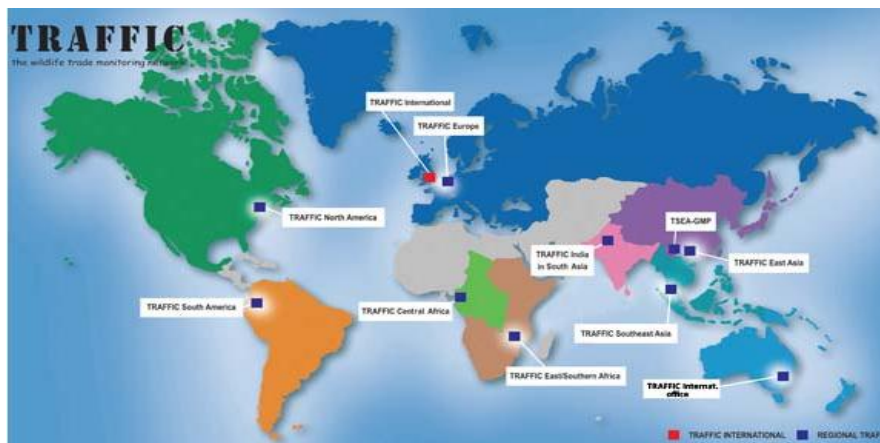 TRAFFIC
the wildlife trade monitoring network
TRAFFIC International
TRAFFIC Europe
TRAFFIC North America
TSEA-GMP
TRAFFIC India
in South Asia
TRAFFIC East Asia
TRAFFIC South America
TRAFFIC Central Africa
TRAFFIC Southeast Asia
TRAFFIC East/Southern Africa
TRAFFIC Internat.
office
TRAFFIC INTERNATIONAL
REGIONAL TRAF